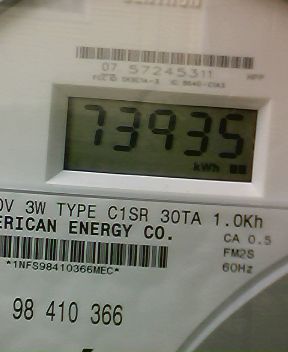 07 57245311
HPP
73935
kWh
0V 3W TYPE C1SR 30TA 1.0Kh
ERICAN ENERGY CO.
CA 0.5
FM2S
60Hz
*1NFS98410366MEC*
98 410 366